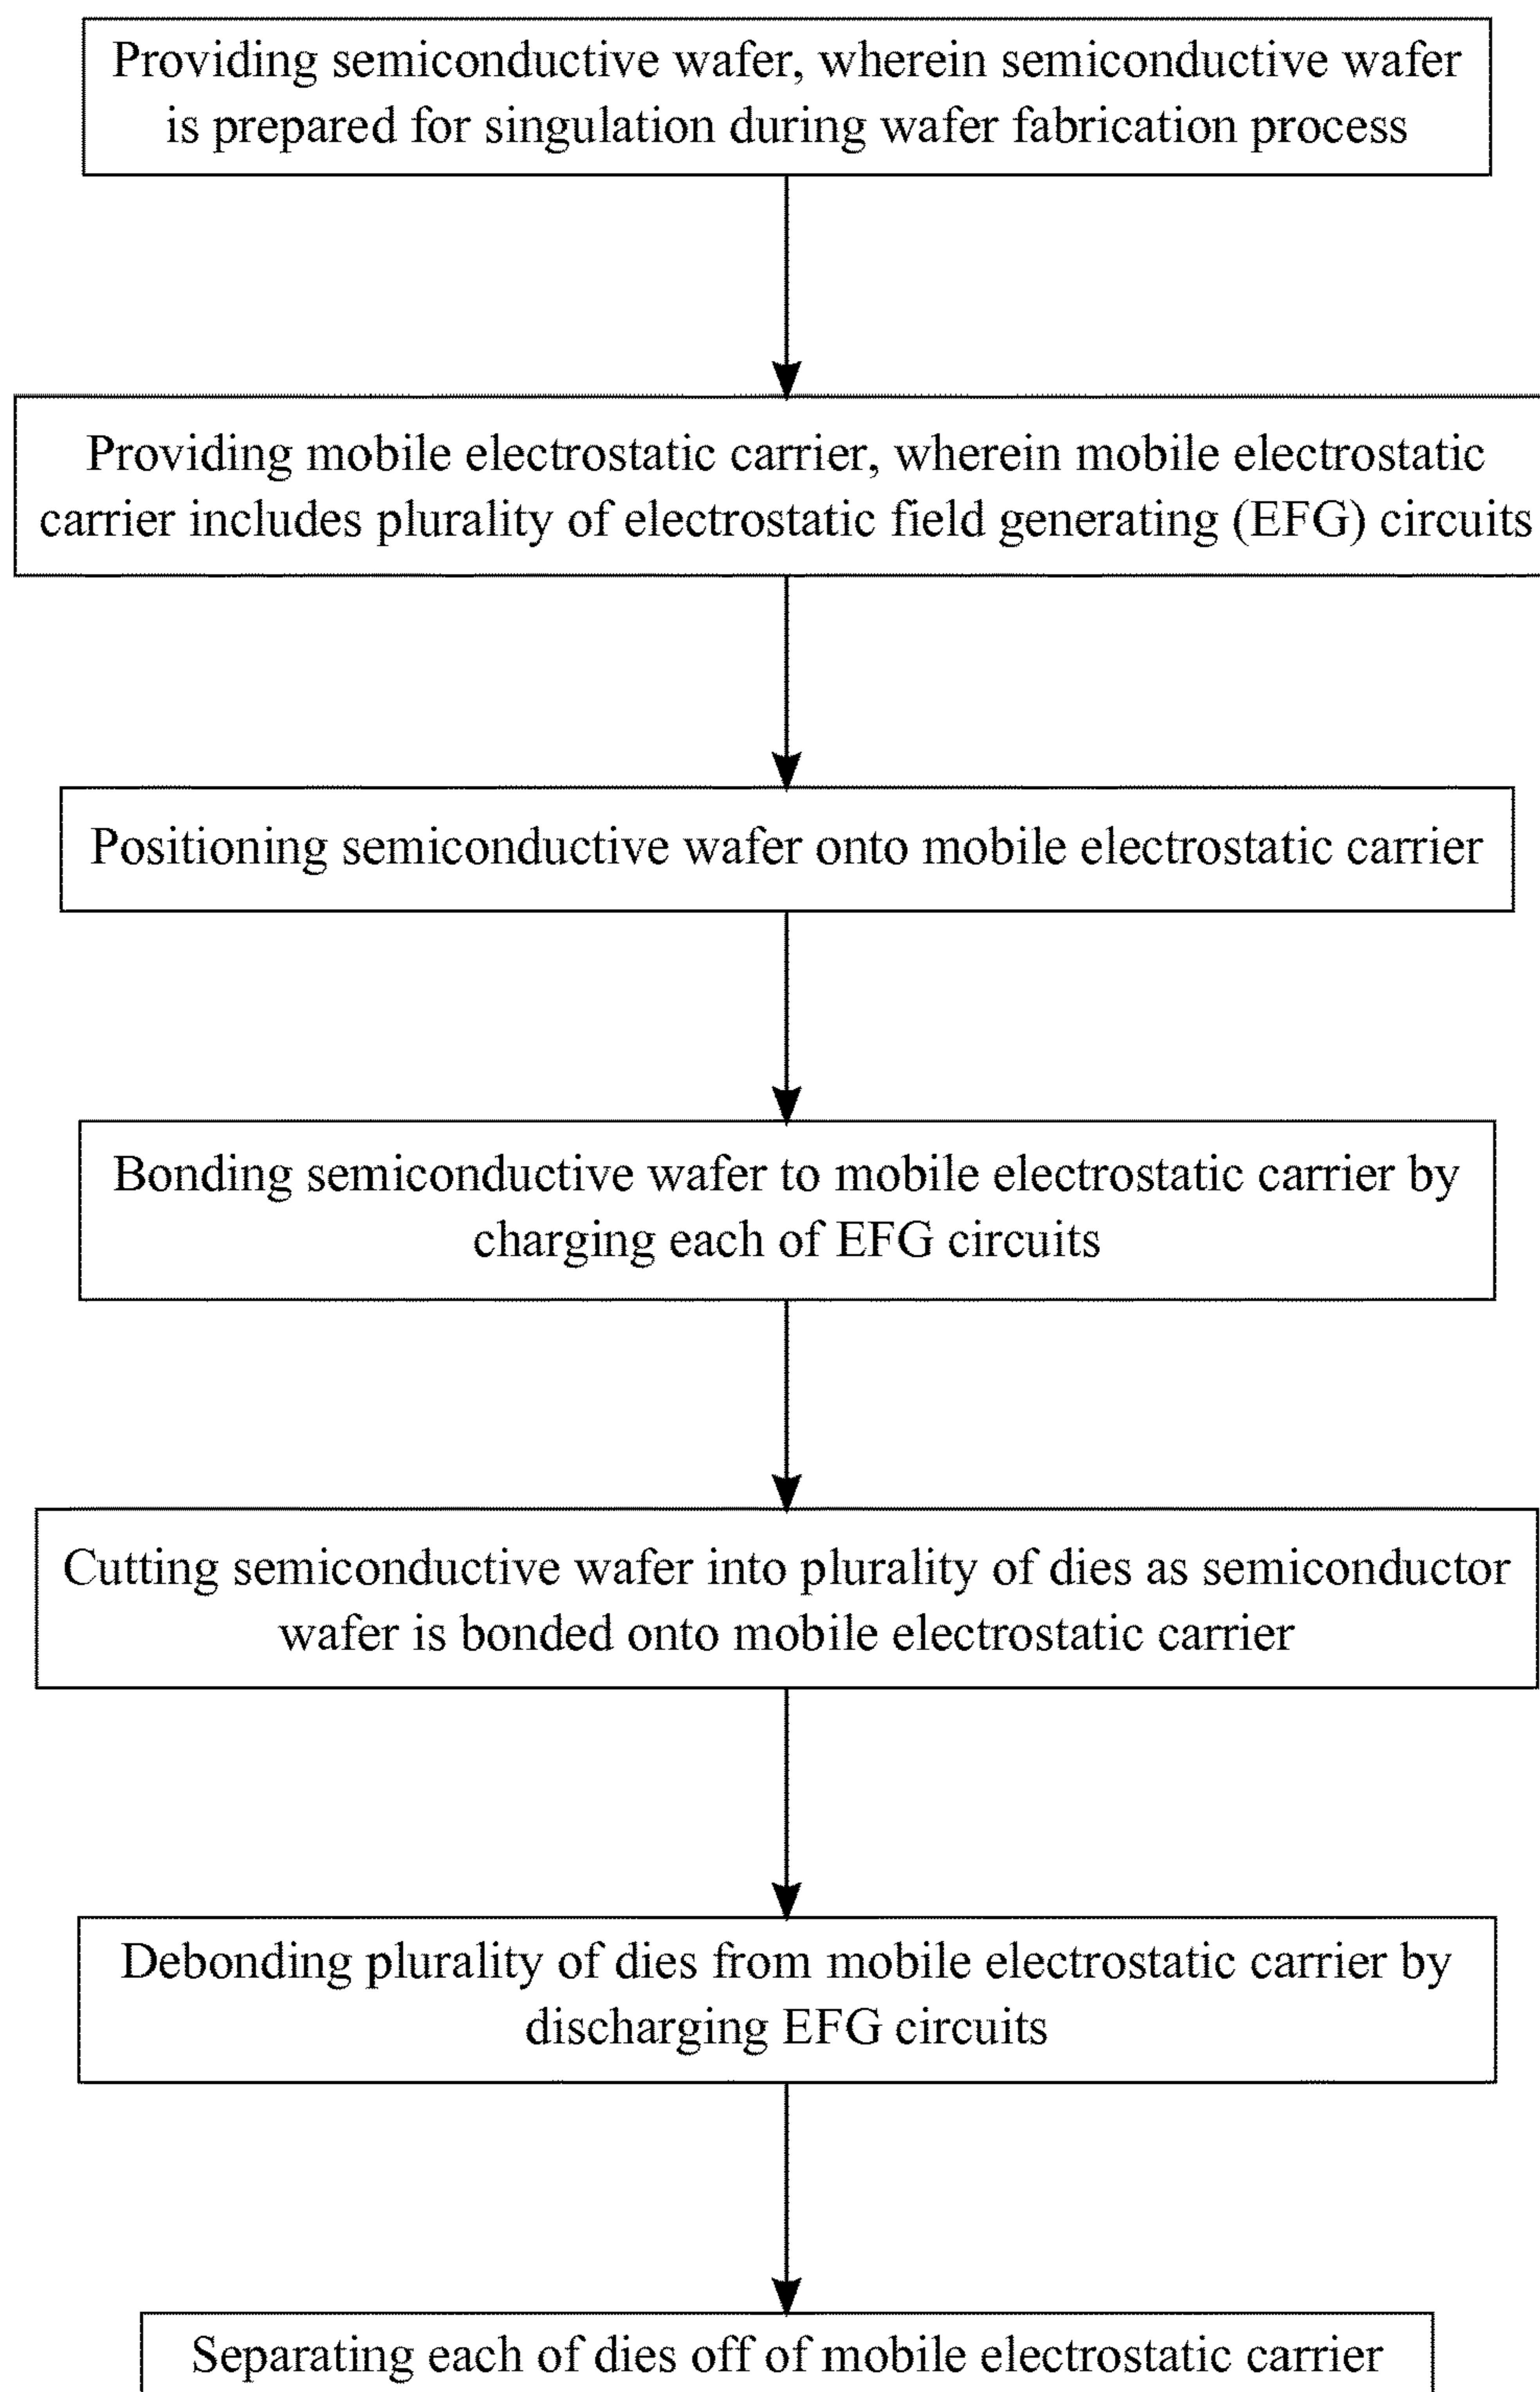 Providing semiconductive wafer, wherein semiconductive wafer
is prepared for singulation during wafer fabrication process
Providing mobile electrostatic carrier, wherein mobile electrostatic
carrier includes plurality of electrostatic field generating (EFG) circuits
Positioning semiconductive wafer onto mobile electrostatic carrier
Bonding semiconductive wafer to mobile electrostatic carrier by
charging each of EFG circuits
Cutting semiconductive wafer into plurality of dies as semiconductor
wafer is bonded onto mobile electrostatic carrier
Debonding plurality of dies from mobile electrostatic carrier by
discharging EFG circuits
Separating each of dies off of mobile electrostatic carrier